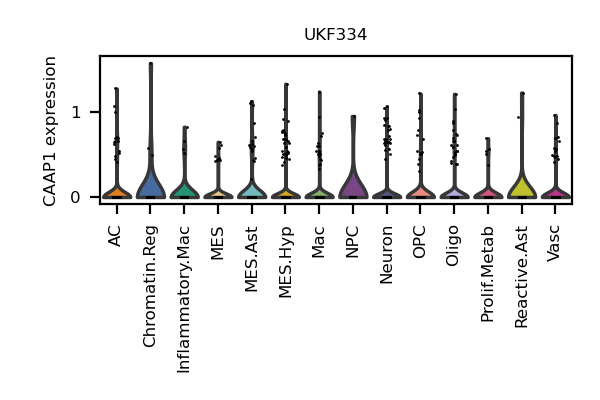 UKF334
CAAP1 expression
1
0
AC
Chromatin.Reg
Inflammatory.Mac
MES
MES.Ast
MES.Hyp
Mac
NPC
Neuron
OPC
Oligo
Prolif.Metab
Reactive.Ast
Vasc